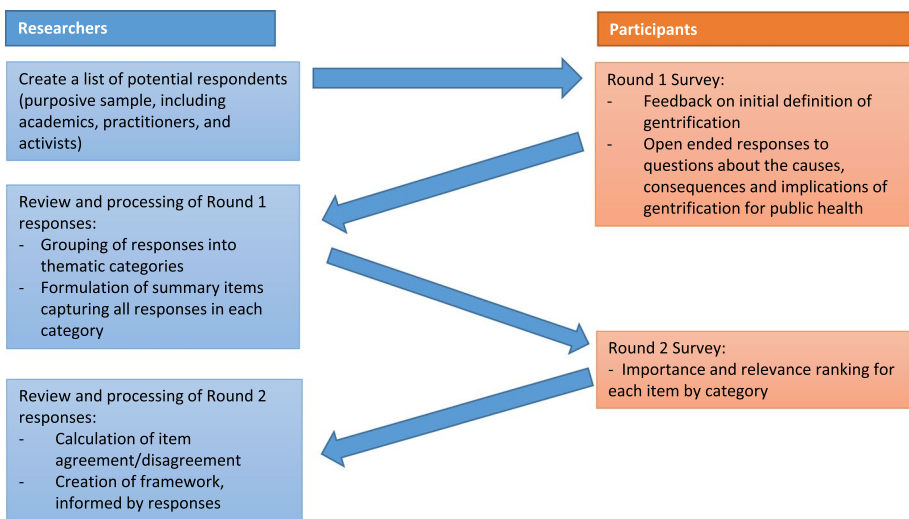 Researchers
Create a list of potential respondents
(purposive sample, including
academics, practitioners, and
activists)
Review and processing of Round 1
responses:
- Grouping of responses into
thematic categories
- Formulation of summary items
capturing all responses in each
category
Review and processing of Round 2
responses:
- Calculation of item
agreement/disagreement
- Creation of framework,
informed by responses
Participants
Round 1 Survey:
- Feedback on initial definition of
gentrification
- Open ended responses to
questions about the causes,
consequences and implications of
gentrification for public health
Round 2 Survey:
- Importance and relevance ranking for
each item by category